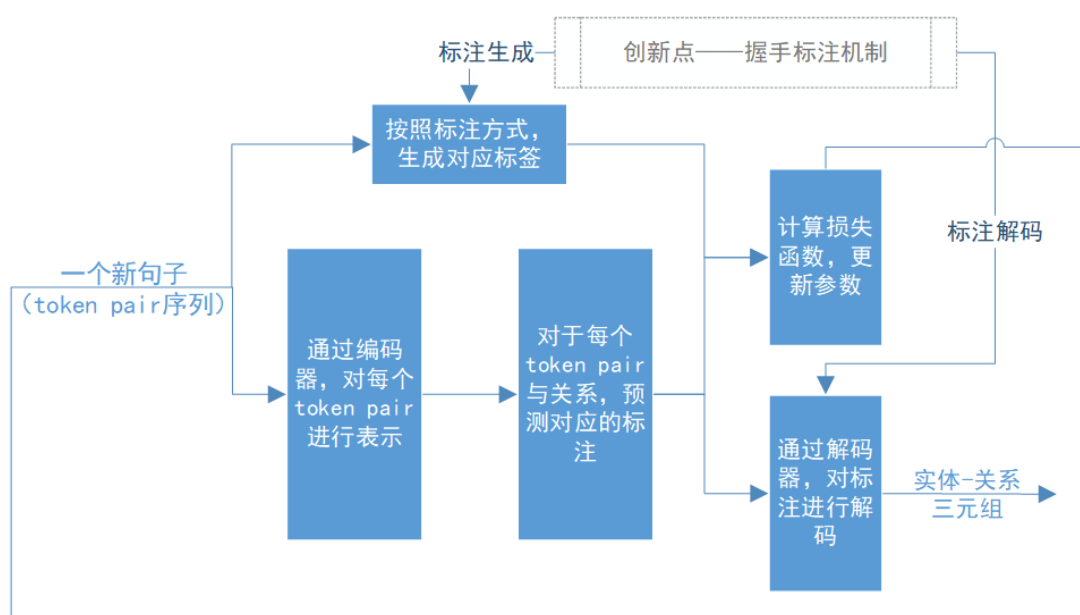 标注生成
创新点——握手标注机制
按照标注方式，
生成对应标签
计算损失
函数，更
新参数
标注解码
一个新句子
（token pair序列）
通过编码
器，对每个
token pair
进行表示
对于每个
token pair
与关系，预
测对应的标
注
通过解码
器，对标
注进行解
码
实体-关系
三元组